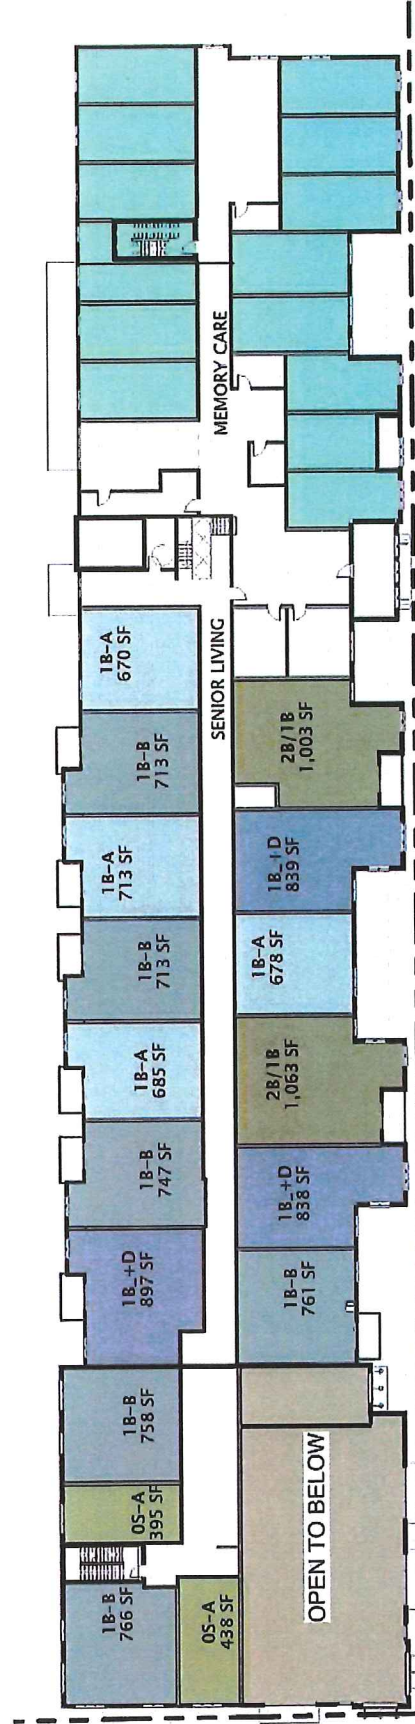 MEMORY CARE
SENIOR LIVING
1B-A
670 SF
1B-B
713 SF
1B-A
713 SF
1B-B
713 SF
1B-A
685 SF
1B-B
747 SF
1B_+D
897 SF
1B-B
758 SF
0S-A
395 SF
1B-B
766 SF
0S-A
438 SF
2B/1B
1,003 SF
1B_+D
839 SF
1B-A
678 SF
2B/1B
1,063 SF
1B_+D
838 SF
1B-B
761 SF
OPEN TO BELOW